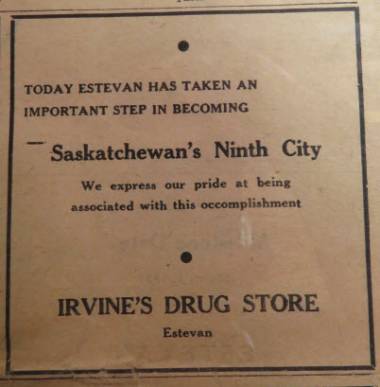 TODAY ESTEVAN HAS TAKEN AN
IMPORTANT STEP IN BECOMING
Saskatchewan's Ninth City
We express our pride at being
associated with this occomplishment
IRVINE'S DRUG STORE
Estevan